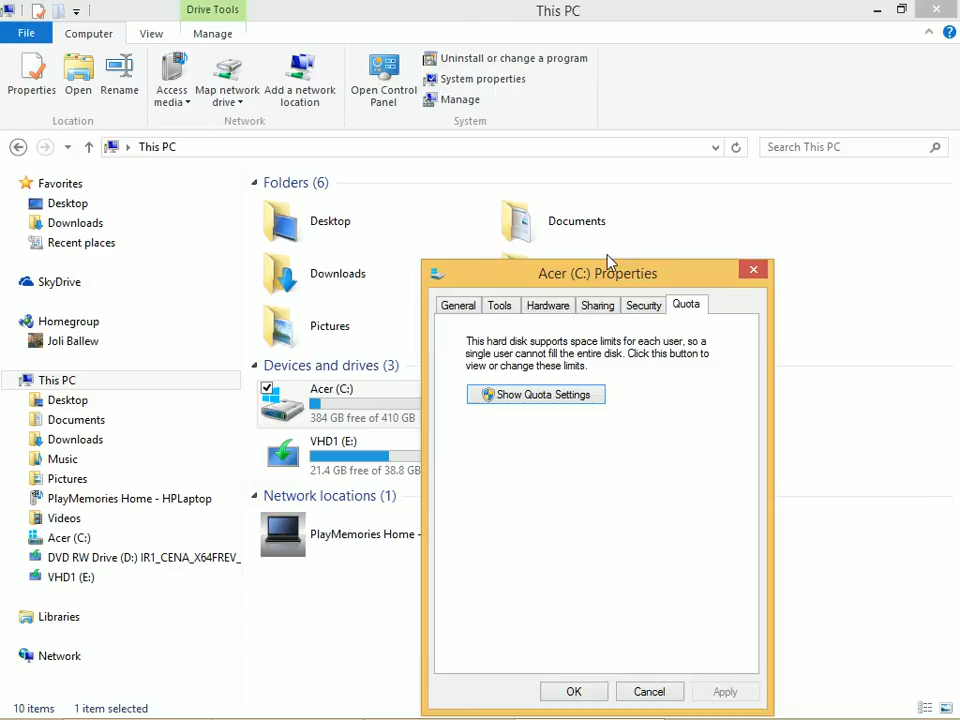 Drive Tools
This PC
File
Computer
View
Manage
Properties
Open
Rename
Access
media
Map network
drive
Add a network
location
Open Control
Panel
Uninstall or change a program
System properties
Manage
Location
Network
System
This PC
Search This PC
Favorites
Desktop
Downloads
Recent places
SkyDrive
Homegroup
Joli Ballew
This PC
Desktop
Documents
Downloads
Music
Pictures
PlayMemories Home - HPLaptop
Videos
Acer (C:)
DVD RW Drive (D:) IR1_CENA_X64FREV_
VHD1 (E:)
Libraries
Network
Folders (6)
Desktop
Documents
Downloads
Pictures
Devices and drives (3)
Acer (C:)
384 GB free of 410 GB
VHD1 (E:)
21.4 GB free of 38.8 GB
Network locations (1)
PlayMemories Home -
Acer (C:) Properties
General
Tools
Hardware
Sharing
Security
Quota
This hard disk supports space limits for each user, so a
single user cannot fill the entire disk. Click this button to
view or change these limits.
Show Quota Settings
OK
Cancel
Apply
10 items
1 item selected